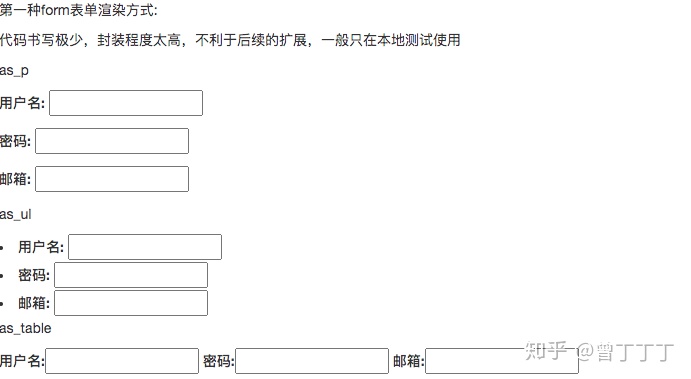 第一种form表单渲染方式:
代码书写极少，封装程度太高，不利于后续的扩展，一般只在本地测试使用
as_p
用户名:
密码:
邮箱:
as_ul
用户名:
密码:
邮箱:
as_table
用户名: 密码: 邮箱:
知乎 @曾丁丁丁